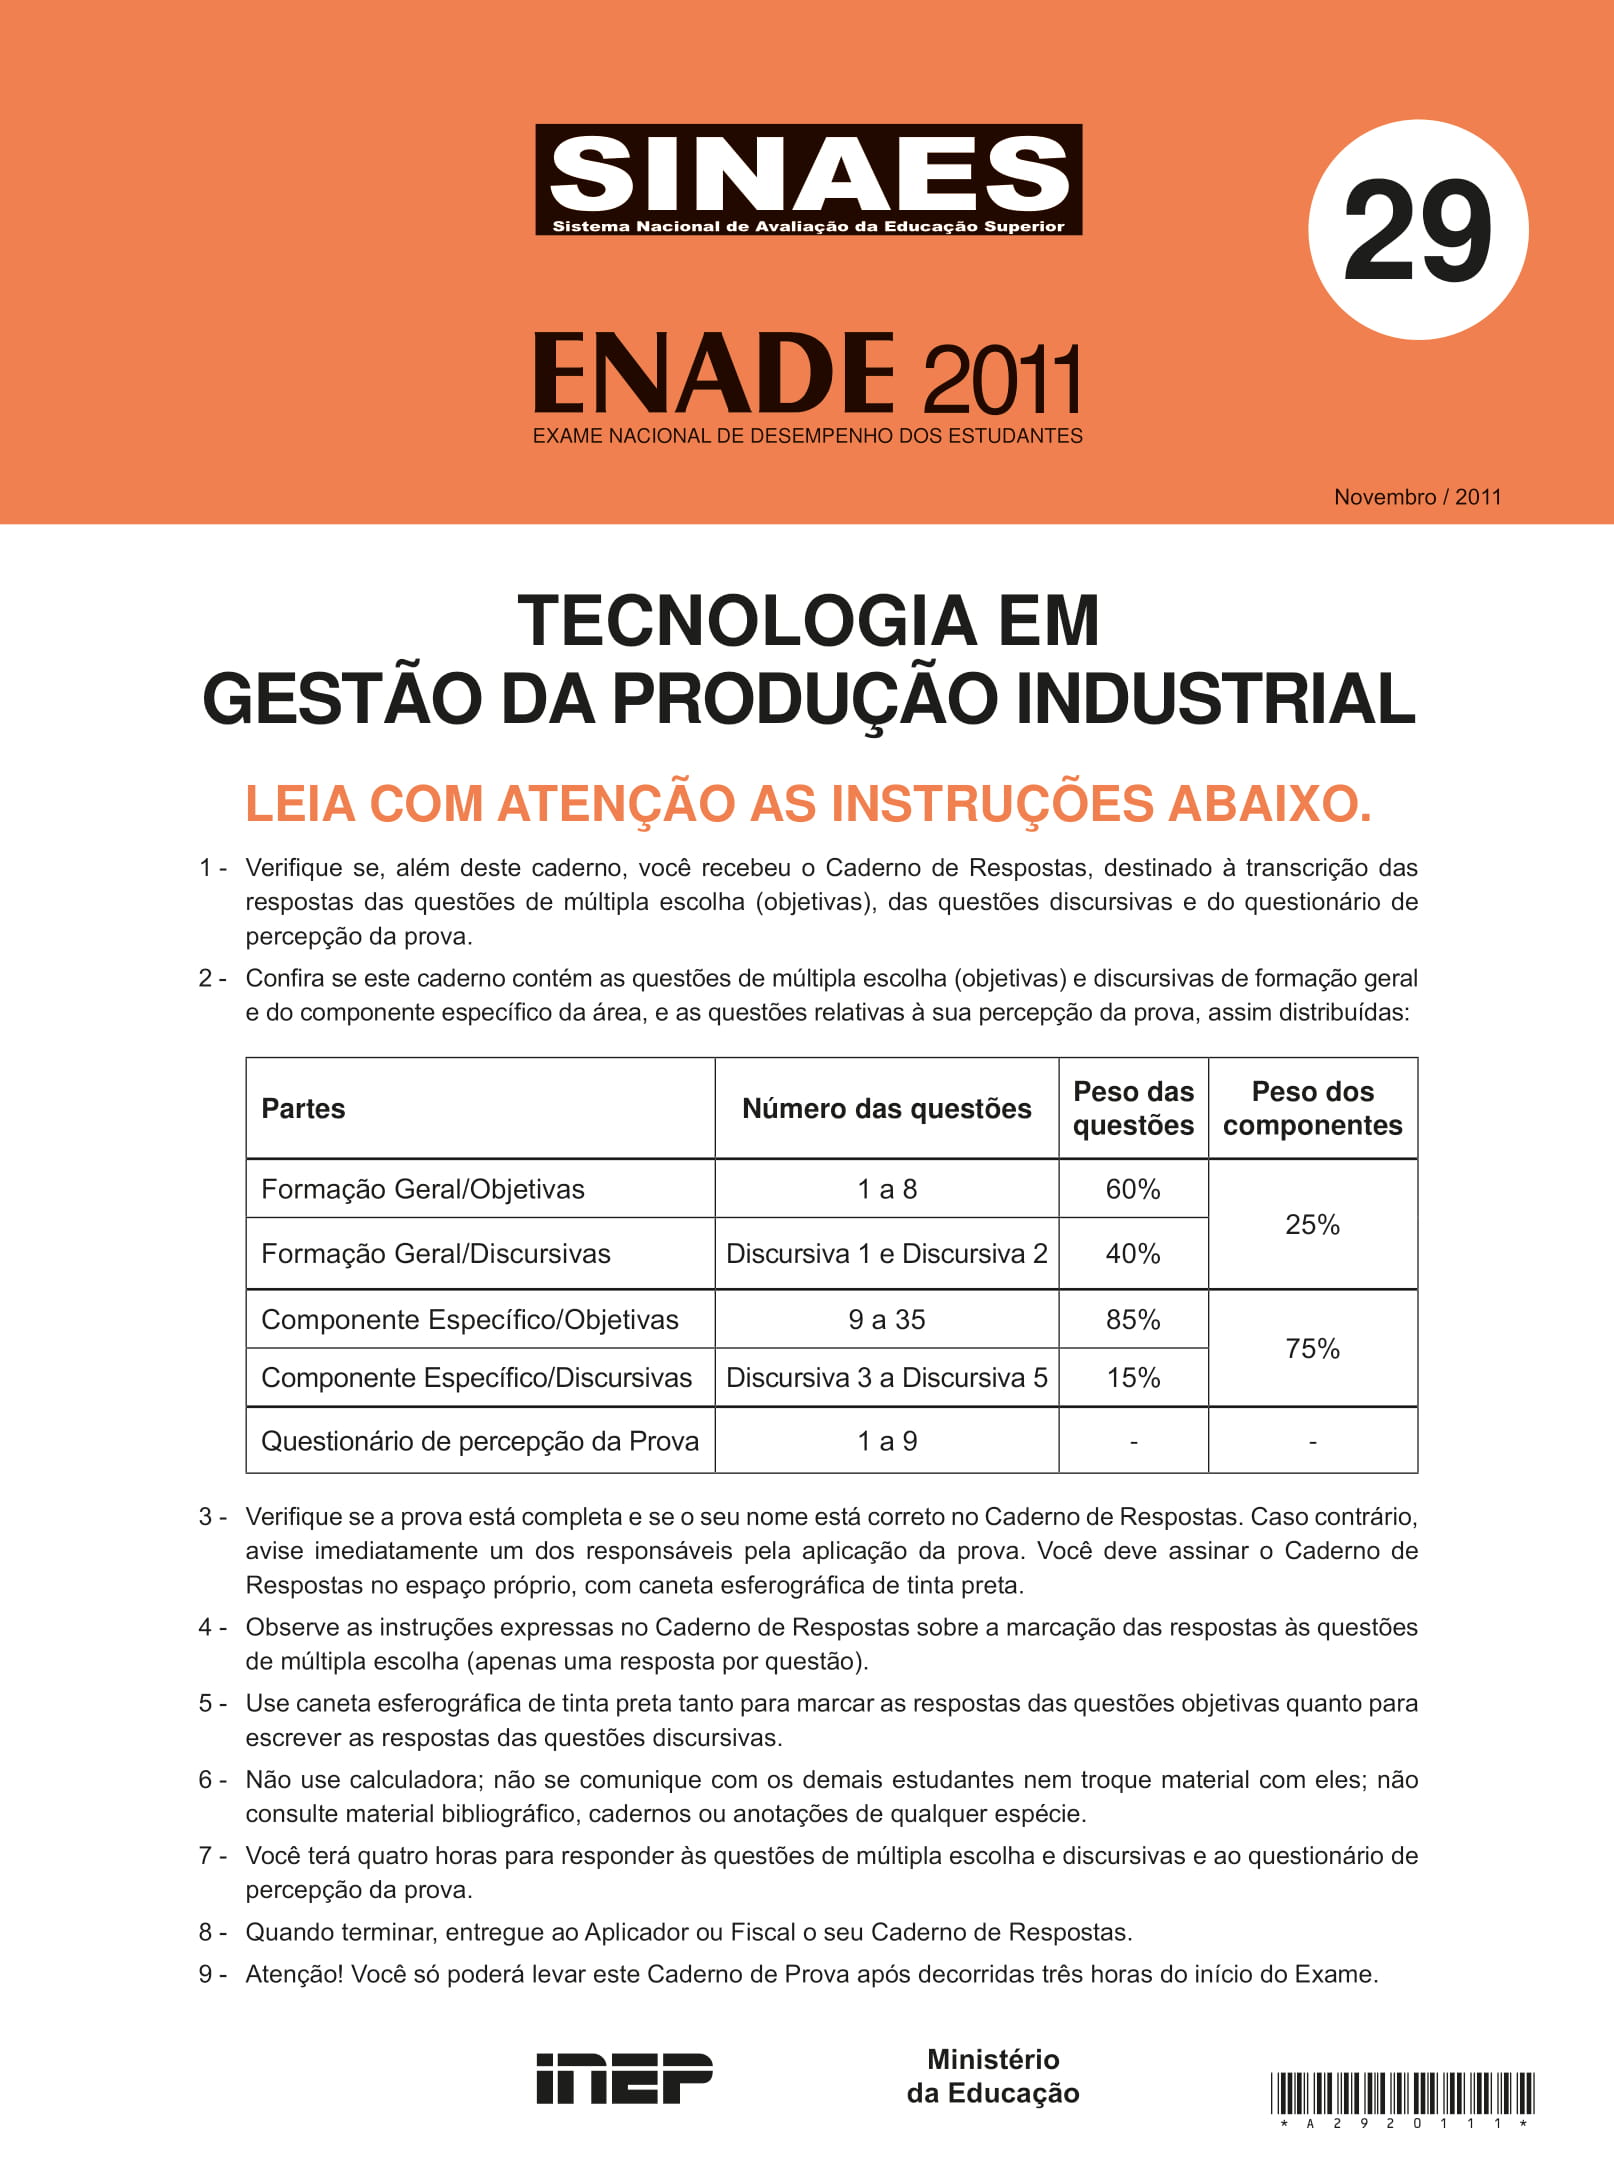 SINAES
Sistema Nacional de Avaliação da Educação Superior
29
ENADE 2011
EXAME NACIONAL DE DESEMPENHO DOS ESTUDANTES
Novembro / 2011
TECNOLOGIA EM
GESTÃO DA PRODUÇÃO INDUSTRIAL
LEIA COM ATENÇÃO AS INSTRUÇÕES ABAIXO.
1 - Verifique se, além deste caderno, você recebeu o Caderno de Respostas, destinado à transcrição das
respostas das questões de múltipla escolha (objetivas), das questões discursivas e do questionário de
percepção da prova.
2 - Confira se este caderno contém as questões de múltipla escolha (objetivas) e discursivas de formação geral
e do componente específico da área, e as questões relativas à sua percepção da prova, assim distribuídas:
Partes Número das questões Peso das questões Peso dos componentes
Formação Geral/Objetivas 1 a 8 60%
25%
Formação Geral/Discursivas Discursiva 1 e Discursiva 2 40%
Componente Específico/Objetivas 9 a 35 85%
75%
Componente Específico/Discursivas Discursiva 3 a Discursiva 5 15%
Questionário de percepção da Prova 1 a 9 - -
3 - Verifique se a prova está completa e se o seu nome está correto no Caderno de Respostas. Caso contrário,
avise imediatamente um dos responsáveis pela aplicação da prova. Você deve assinar o Caderno de
Respostas no espaço próprio, com caneta esferográfica de tinta preta.
4 - Observe as instruções expressas no Caderno de Respostas sobre a marcação das respostas às questões
de múltipla escolha (apenas uma resposta por questão).
5 - Use caneta esferográfica de tinta preta tanto para marcar as respostas das questões objetivas quanto para
escrever as respostas das questões discursivas.
6 - Não use calculadora; não se comunique com os demais estudantes nem troque material com eles; não
consulte material bibliográfico, cadernos ou anotações de qualquer espécie.
7 - Você terá quatro horas para responder às questões de múltipla escolha e discursivas e ao questionário de
percepção da prova.
8 - Quando terminar, entregue ao Aplicador ou Fiscal o seu Caderno de Respostas.
9 - Atenção! Você só poderá levar este Caderno de Prova após decorridas três horas do início do Exame.
INEP
Ministério
da Educação
* A 2 9 2 0 1 1 1 *